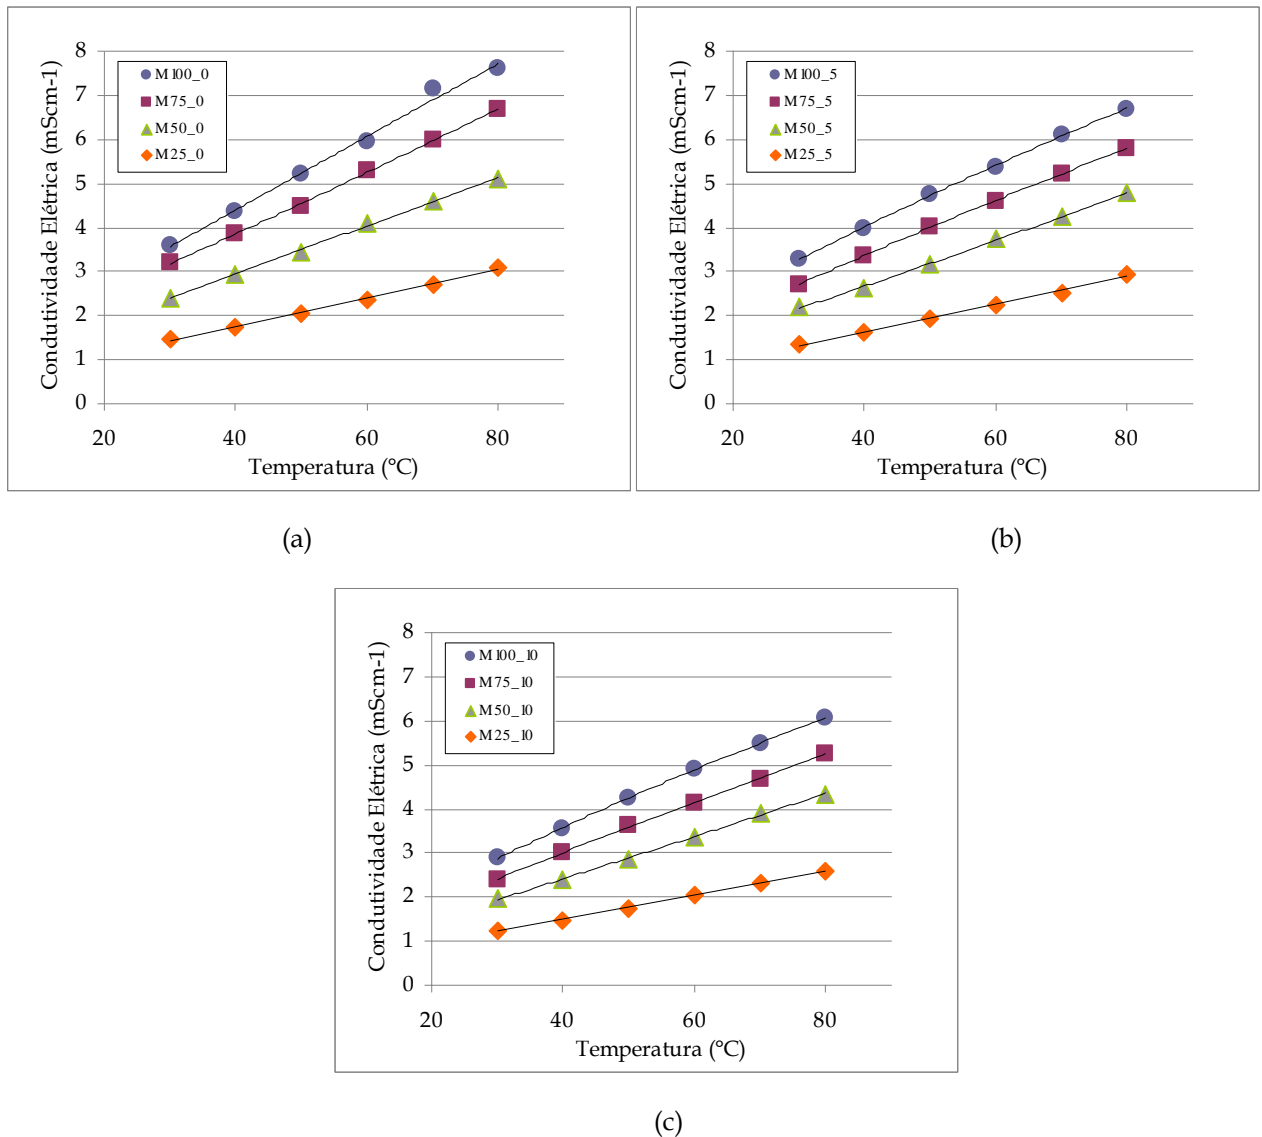 Condutividade Elétrica (mScm-1)
8
7
6
5
4
3
2
1
0
M100_0
M75_0
M50_0
M25_0
20 40 60 80
Temperatura (°C)
(a)
Condutividade Elétrica (mScm-1)
8
7
6
5
4
3
2
1
0
M100_5
M75_5
M50_5
M25_5
20 40 60 80
Temperatura (°C)
(b)
Condutividade Elétrica (mScm-1)
8
7
6
5
4
3
2
1
0
M100_10
M75_10
M50_10
M25_10
20 40 60 80
Temperatura (°C)
(c)